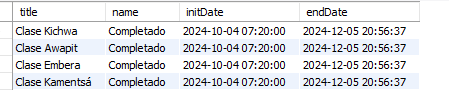 title name initDate endDate
Clase Kichwa Completado 2024-10-04 07:20:00 2024-12-05 20:56:37
Clase Awapit Completado 2024-10-04 07:20:00 2024-12-05 20:56:37
Clase Embera Completado 2024-10-04 07:20:00 2024-12-05 20:56:37
Clase Kamentsá Completado 2024-10-04 07:20:00 2024-12-05 20:56:37